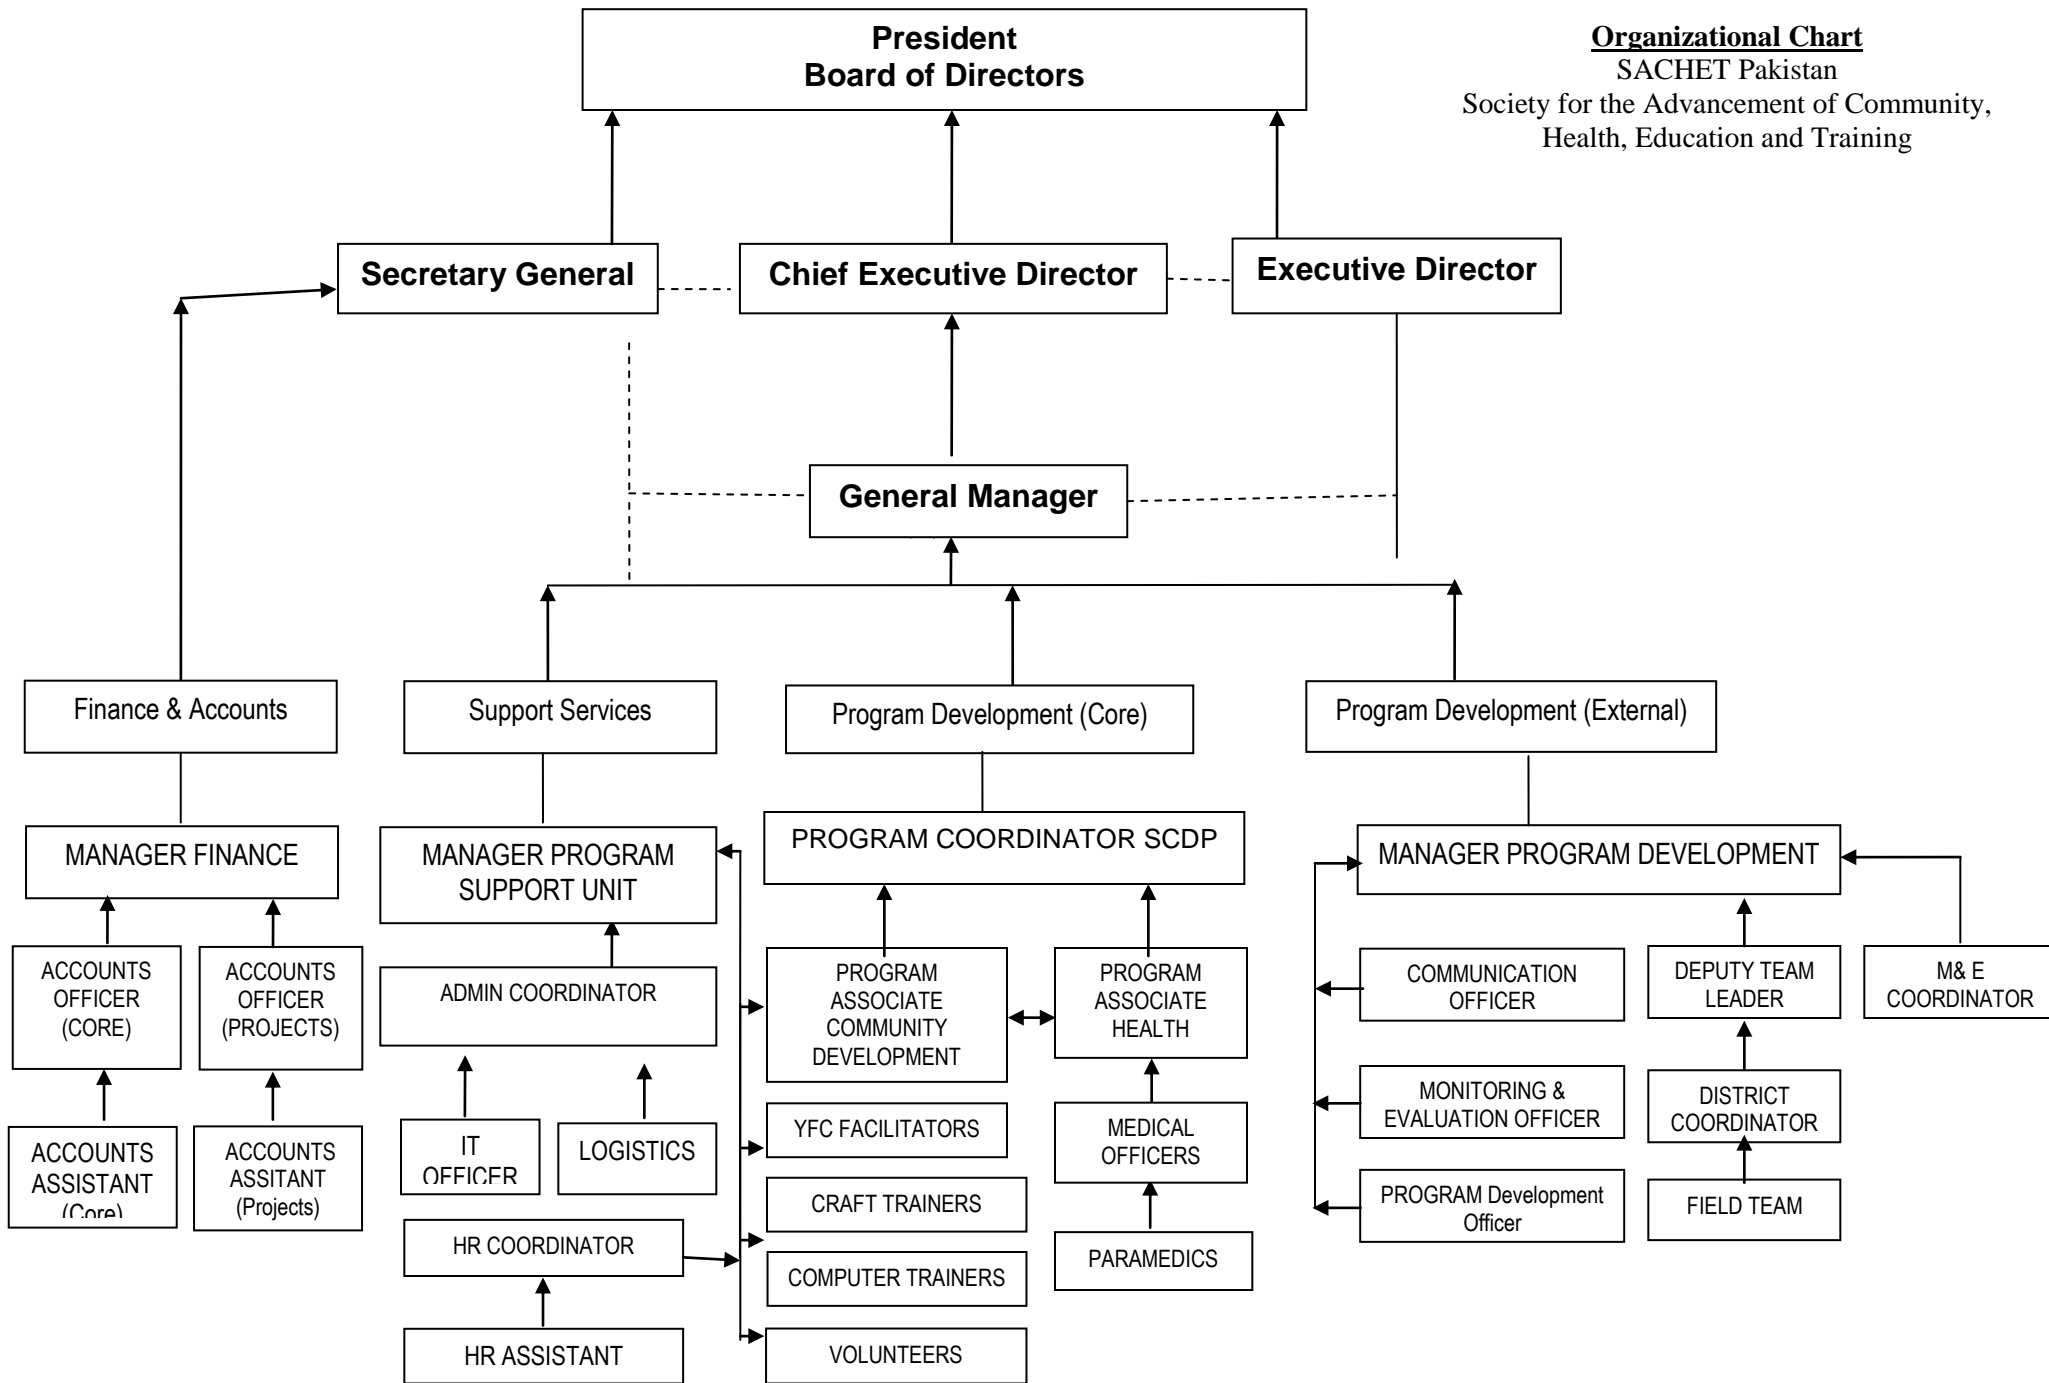 President
Board of Directors
Organizational Chart
SACHET Pakistan
Society for the Advancement of Community,
Health, Education and Training
Secretary General
Chief Executive Director
Executive Director
General Manager
Finance & Accounts
Support Services
Program Development (Core)
Program Development (External)
MANAGER FINANCE
MANAGER PROGRAM
SUPPORT UNIT
PROGRAM COORDINATOR SCDP
MANAGER PROGRAM DEVELOPMENT
ACCOUNTS
OFFICER
(CORE)
ACCOUNTS
OFFICER
(PROJECTS)
ADMIN COORDINATOR
PROGRAM
ASSOCIATE
COMMUNITY
DEVELOPMENT
PROGRAM
ASSOCIATE
HEALTH
COMMUNICATION
OFFICER
DEPUTY TEAM
LEADER
M& E
COORDINATOR
ACCOUNTS
ASSISTANT
(Core)
ACCOUNTS
ASSITANT
(Projects)
IT
OFFICER
LOGISTICS
YFC FACILITATORS
MEDICAL
OFFICERS
MONITORING &
EVALUATION OFFICER
DISTRICT
COORDINATOR
CRAFT TRAINERS
PROGRAM Development
Officer
FIELD TEAM
HR COORDINATOR
COMPUTER TRAINERS
PARAMEDICS
HR ASSISTANT
VOLUNTEERS